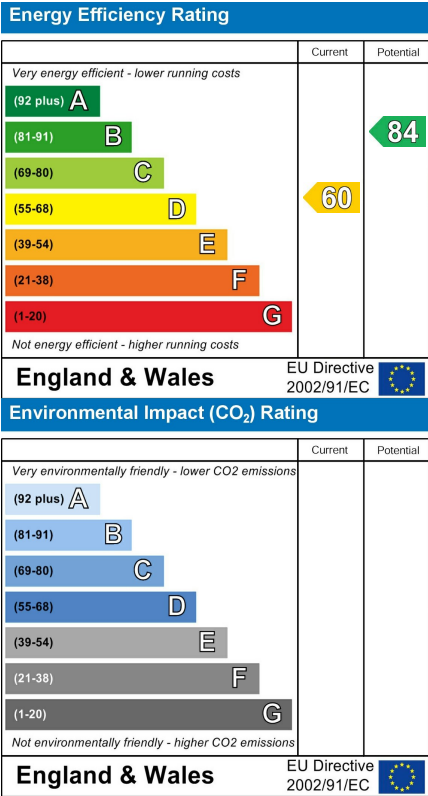 Energy Efficiency Rating
Current Potential
Very energy efficient - lower running costs
(92 plus) A
(81-91) B
84
(69-80) C
(55-68) D
60
(39-54) E
(21-38) F
(1-20) G
Not energy efficient - higher running costs
England & Wales
EU Directive
2002/91/EC
Environmental Impact (CO₂) Rating
Current Potential
Very environmentally friendly - lower CO2 emissions
(92 plus) A
(81-91) B
(69-80) C
(55-68) D
(39-54) E
(21-38) F
(1-20) G
Not environmentally friendly - higher CO2 emissions
England & Wales
EU Directive
2002/91/EC